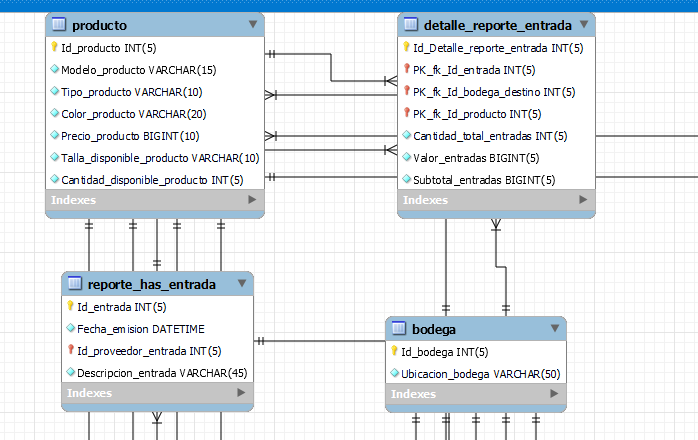 producto
Id_producto INT(5)
Modelo_producto VARCHAR(15)
Tipo_producto VARCHAR(10)
Color_producto VARCHAR(20)
Precio_producto BIGINT(10)
Talla_disponible_producto VARCHAR(10)
Cantidad_disponible_producto INT(5)
Indexes
detalle_reporte_entrada
Id_Detalle_reporte_entrada INT(5)
PK_fk_Id_entrada INT(5)
PK_fk_Id_bodega_destino INT(5)
PK_fk_Id_producto INT(5)
Cantidad_total_entradas INT(5)
Valor_entradas BIGINT(5)
Subtotal_entradas BIGINT(5)
Indexes
reporte_has_entrada
Id_entrada INT(5)
Fecha_emision DATETIME
Id_proveedor_entrada INT(5)
Descripcion_entrada VARCHAR(45)
Indexes
bodega
Id_bodega INT(5)
Ubicacion_bodega VARCHAR(50)
Indexes